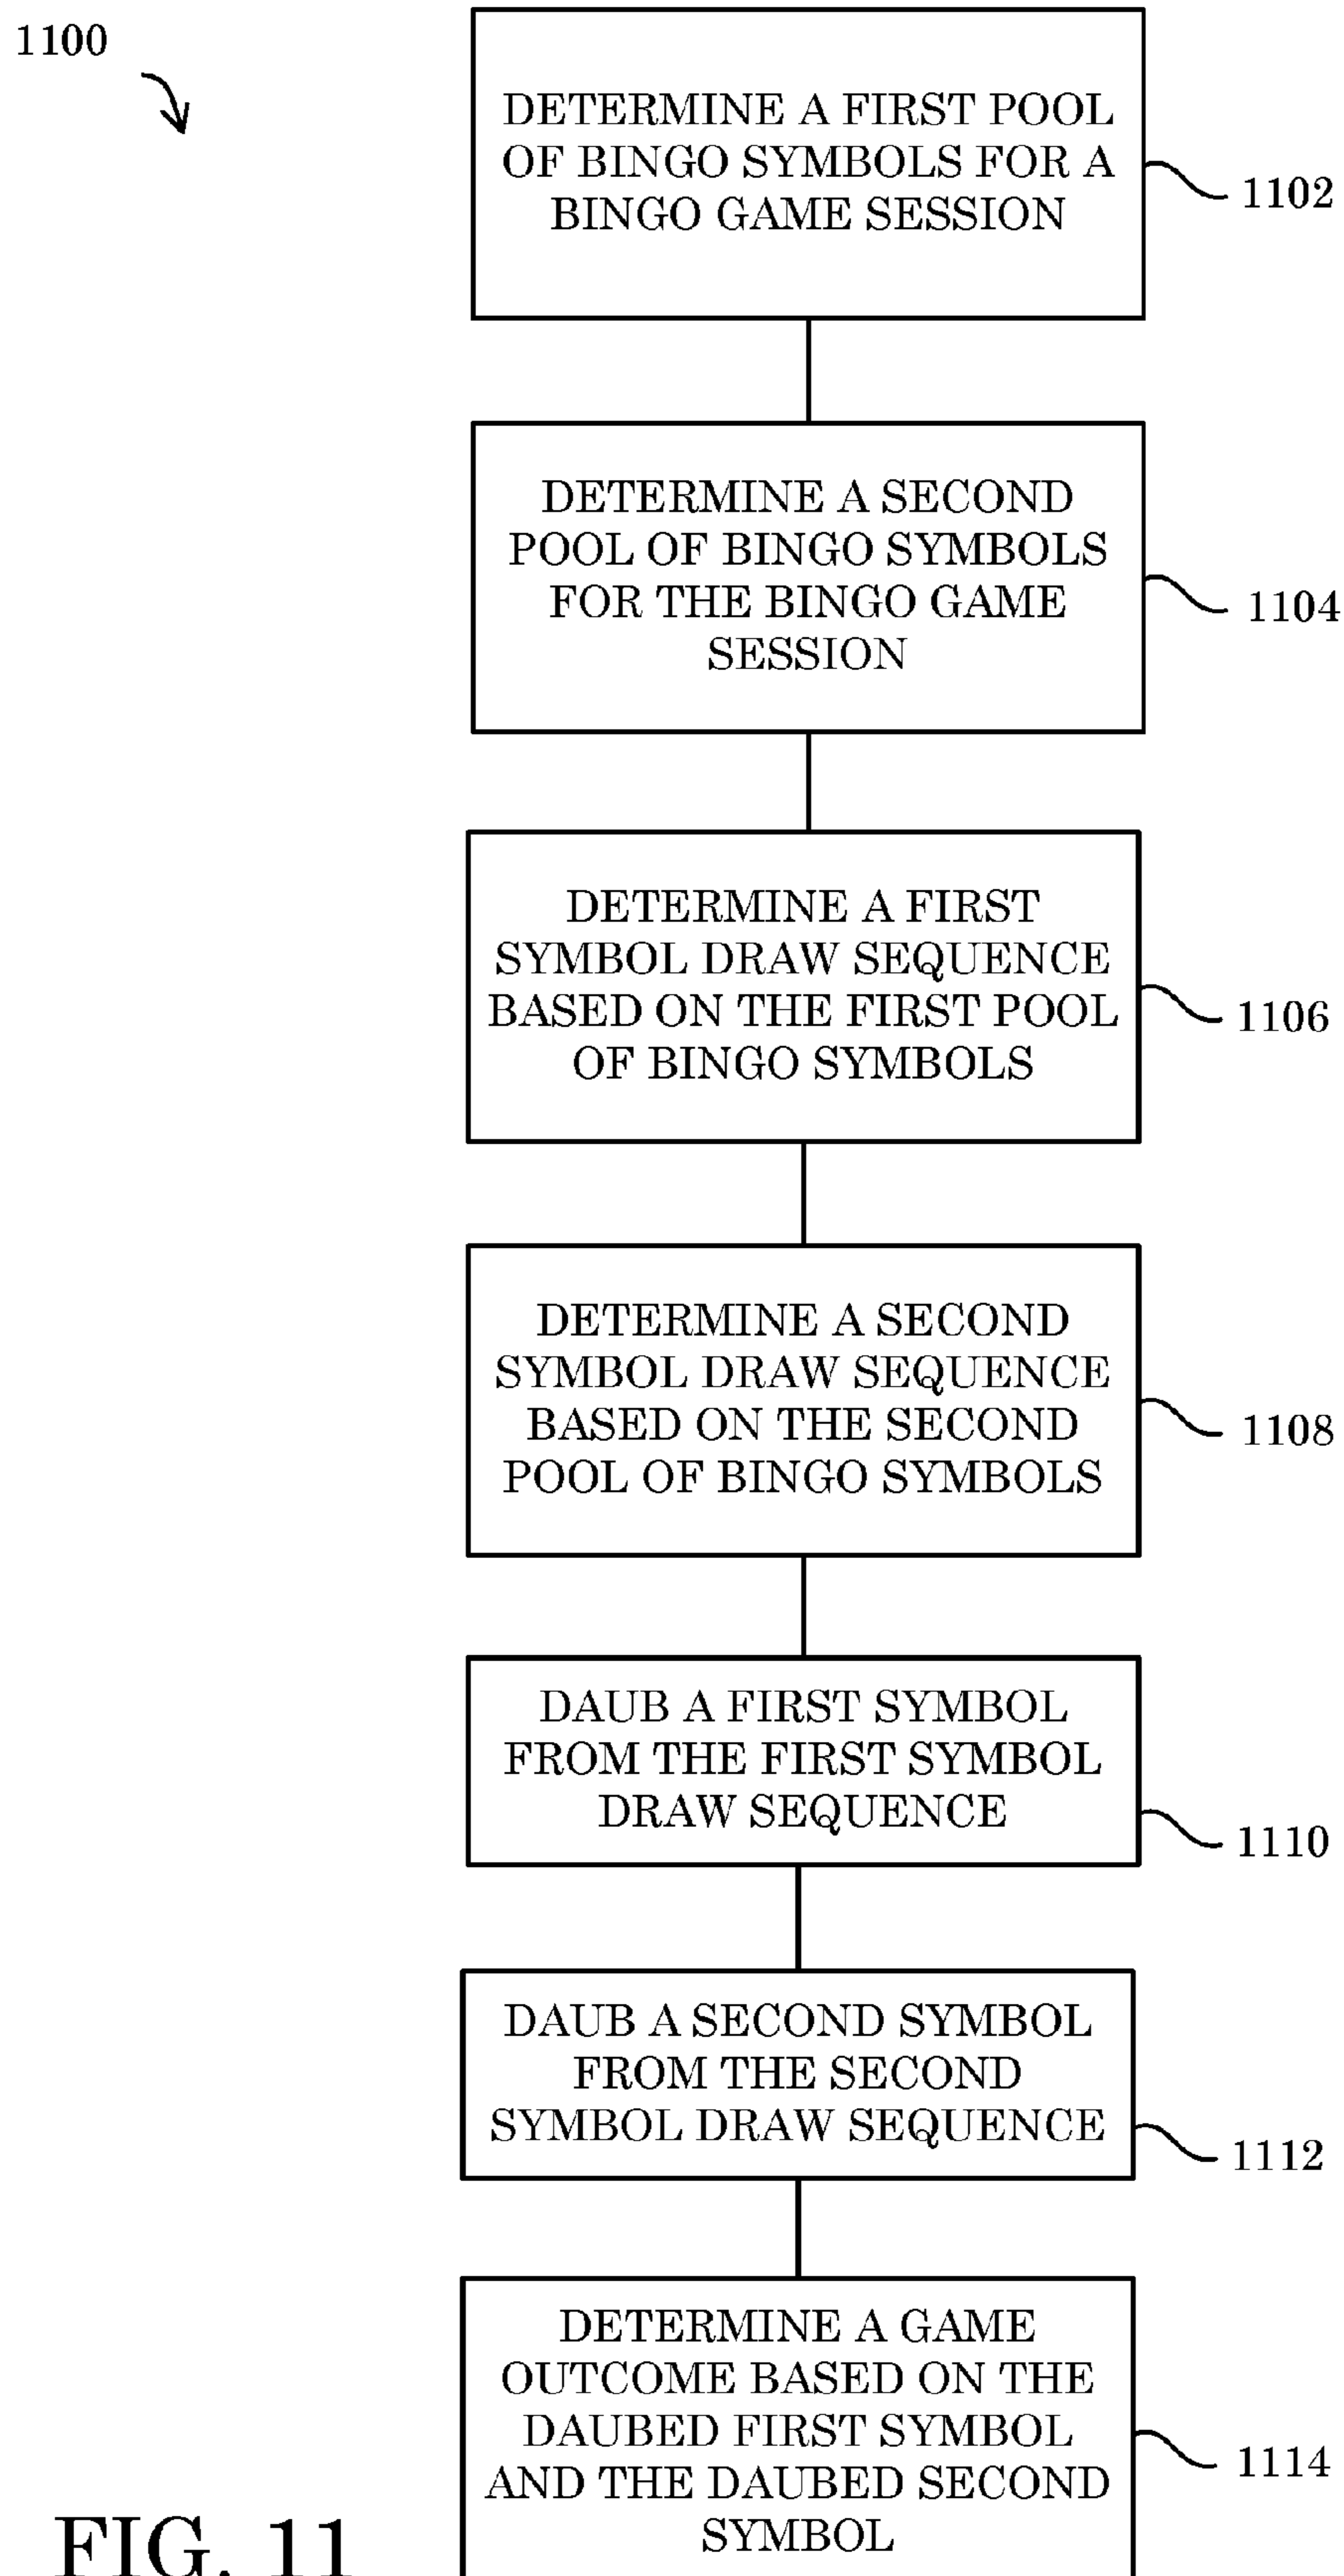 1100
DETERMINE A FIRST POOL
OF BINGO SYMBOLS FOR A
BINGO GAME SESSION
1102
DETERMINE A SECOND
POOL OF BINGO SYMBOLS
FOR THE BINGO GAME
SESSION
1104
DETERMINE A FIRST
SYMBOL DRAW SEQUENCE
BASED ON THE FIRST POOL
OF BINGO SYMBOLS
1106
DETERMINE A SECOND
SYMBOL DRAW SEQUENCE
BASED ON THE SECOND
POOL OF BINGO SYMBOLS
1108
DAUB A FIRST SYMBOL
FROM THE FIRST SYMBOL
DRAW SEQUENCE
1110
DAUB A SECOND SYMBOL
FROM THE SECOND
SYMBOL DRAW SEQUENCE
1112
DETERMINE A GAME
OUTCOME BASED ON THE
DAUBED FIRST SYMBOL
AND THE DAUBED SECOND
SYMBOL
1114
FIG. 11